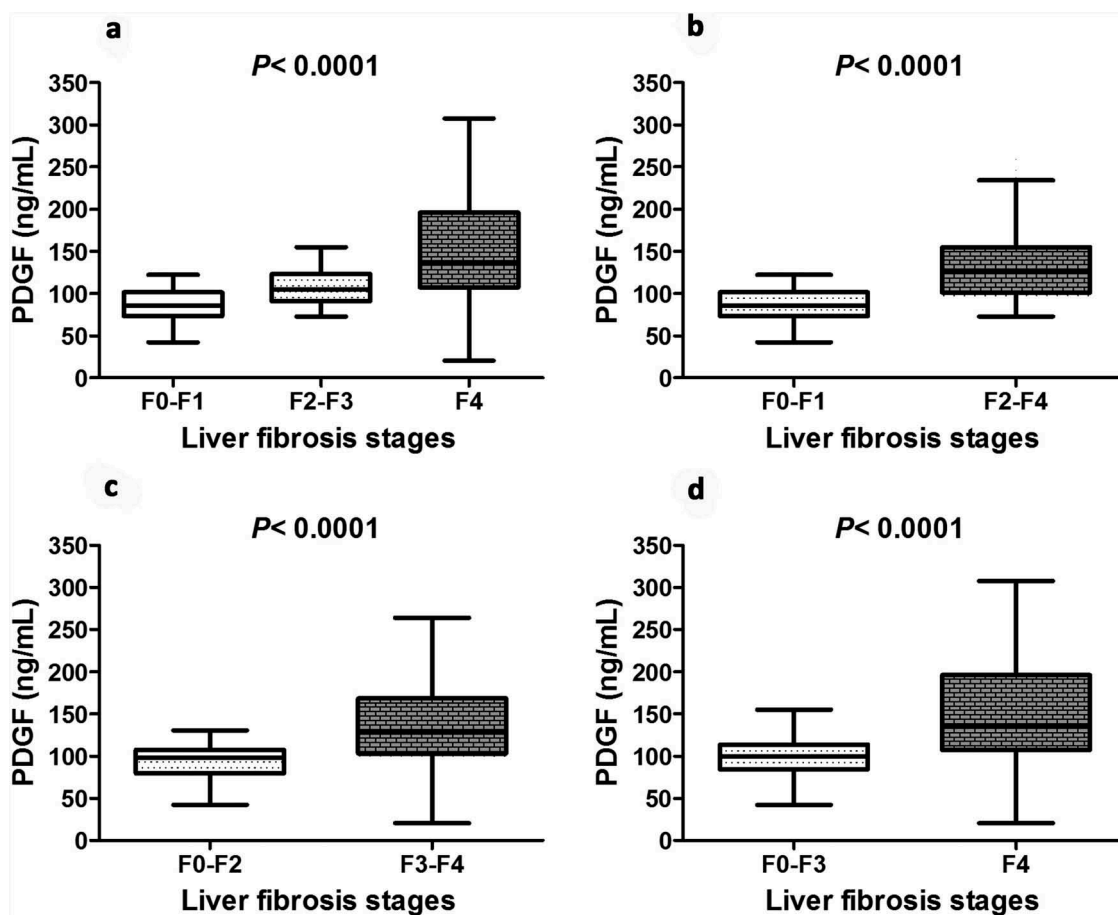 a
P< 0.0001
350
300
250
200
150
100
50
0
PDGF (ng/mL)
F0-F1 F2-F3 F4
Liver fibrosis stages
b
P< 0.0001
350
300
250
200
150
100
50
0
PDGF (ng/mL)
F0-F1 F2-F4
Liver fibrosis stages
c
P< 0.0001
350
300
250
200
150
100
50
0
PDGF (ng/mL)
F0-F2 F3-F4
Liver fibrosis stages
d
P< 0.0001
350
300
250
200
150
100
50
0
PDGF (ng/mL)
F0-F3 F4
Liver fibrosis stages